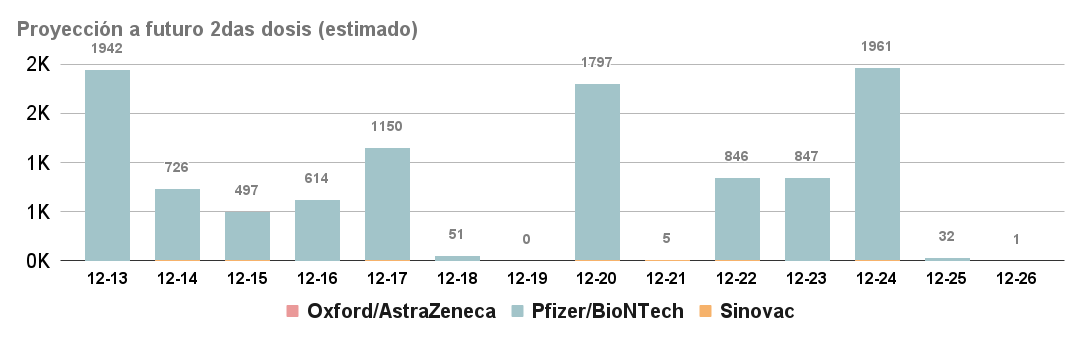 Proyección a futuro 2das dosis (estimado)
2K
2K
1K
1K
0K
1942
726
497
614
1150
51
0
1797
5
846
847
1961
32
1
12-13 12-14 12-15 12-16 12-17 12-18 12-19 12-20 12-21 12-22 12-23 12-24 12-25 12-26
Oxford/AstraZeneca Pfizer/BioNTech Sinovac